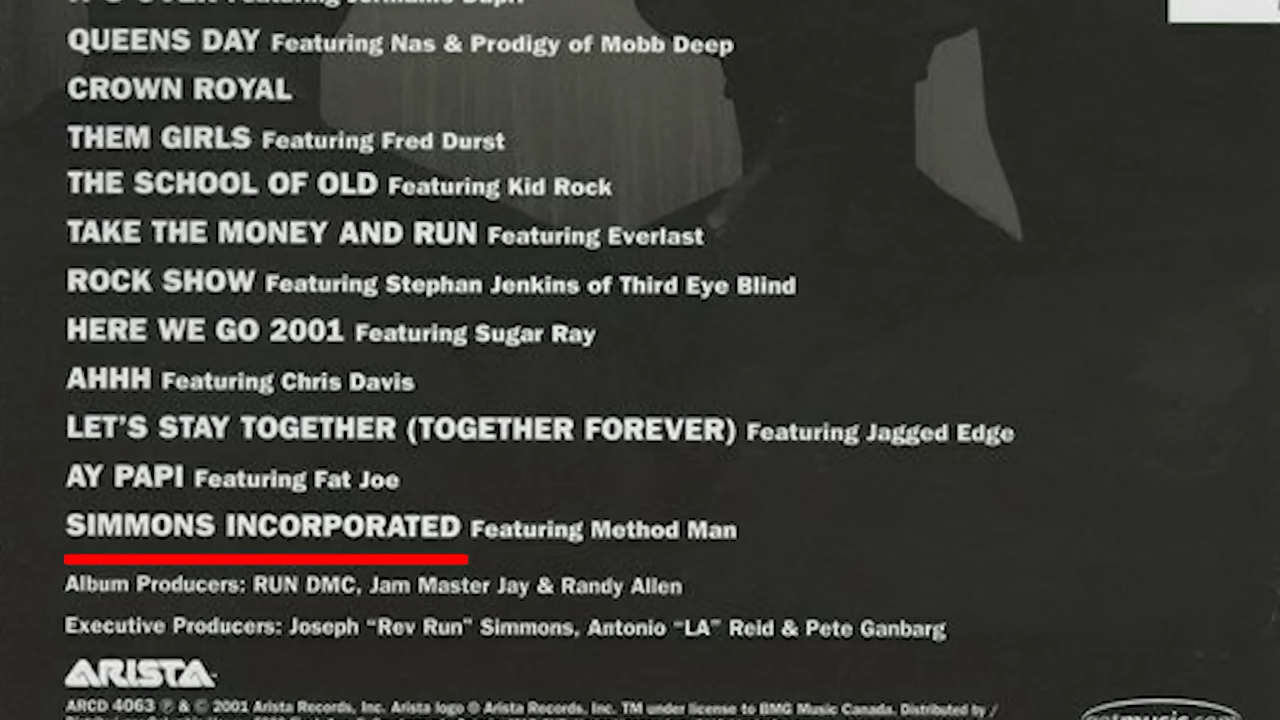 QUEENS DAY Featuring Nas & Prodigy of Mobb Deep
CROWN ROYAL
THEM GIRLS Featuring Fred Durst
THE SCHOOL OF OLD Featuring Kid Rock
TAKE THE MONEY AND RUN Featuring Everlast
ROCK SHOW Featuring Stephan Jenkins of Third Eye Blind
HERE WE GO 2001 Featuring Sugar Ray
AHHH Featuring Chris Davis
LET'S STAY TOGETHER (TOGETHER FOREVER) Featuring Jagged Edge
AY PAPI Featuring Fat Joe
SIMMONS INCORPORATED Featuring Method Man
Album Producers: RUN DMC, Jam Master Jay & Randy Allen
Executive Producers: Joseph “Rev Run” Simmons, Antonio “LA” Reid & Pete Ganbarg
ARISTA
ARCD 4063 ℗ & © 2001 Arista Records, Inc. Arista logo ® Arista Records, Inc. TM under license to BMG Music Canada. Distributed by /